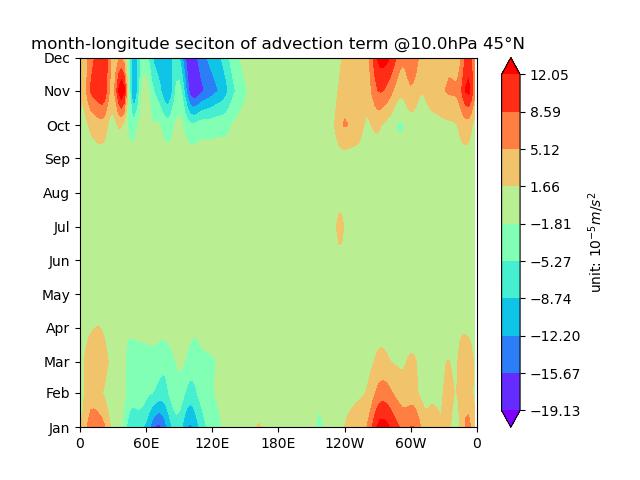 month-longitude seciton of advection term @10.0hPa 45°N
Dec
Nov
Oct
Sep
Aug
Jul
Jun
May
Apr
Mar
Feb
Jan
0 60E 120E 180E 120W 60W 0
12.05
8.59
5.12
1.66
−1.81
−5.27
−8.74
−12.20
−15.67
−19.13
unit: 10⁻⁵m/s²